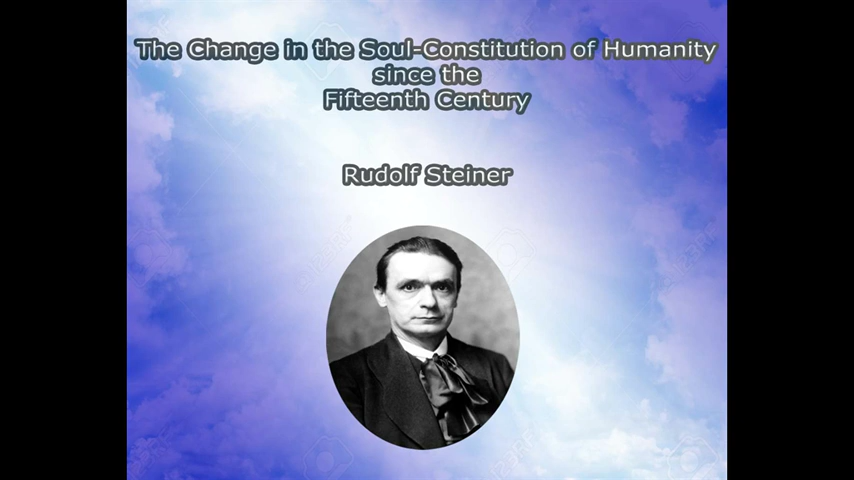 The Change in the Soul-Constitution of Humanity
since the
Fifteenth Century
Rudolf Steiner